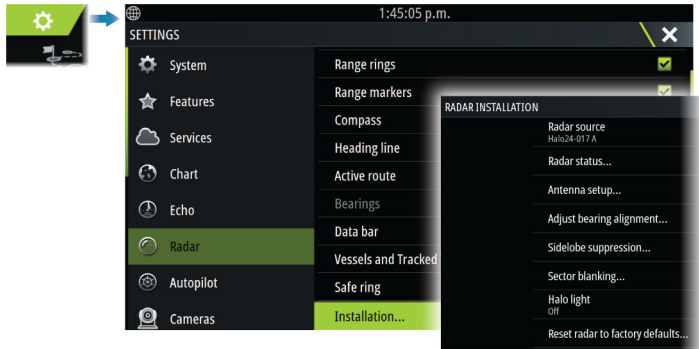 1:45:05 p.m.
SETTINGS
System
Features
Services
Chart
Echo
Radar
Autopilot
Cameras
Range rings
Range markers
Compass
Heading line
Active route
Bearings
Data bar
Vessels and Tracked
Safe ring
Installation...
RADAR INSTALLATION
Radar source
Halo24-017 A
Radar status...
Antenna setup...
Adjust bearing alignment...
Sidelobe suppression...
Sector blanking...
Halo light
Off
Reset radar to factory defaults...